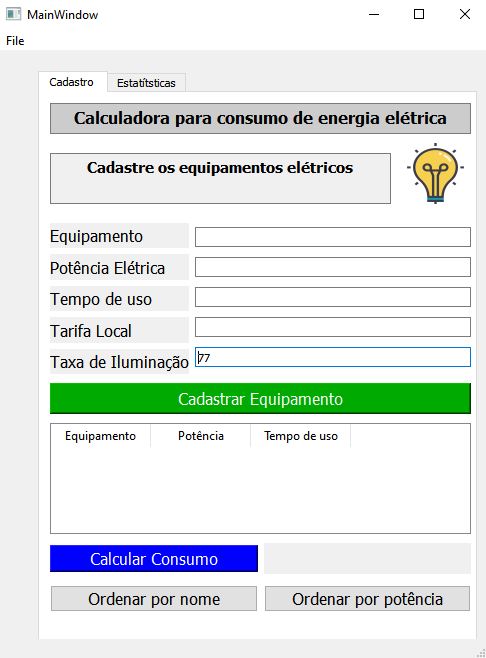 MainWindow
File
Cadastro Estatítsticas
Calculadora para consumo de energia elétrica
Cadastre os equipamentos elétricos
Equipamento
Potência Elétrica
Tempo de uso
Tarifa Local
Taxa de Iluminação 77
Cadastrar Equipamento
Equipamento Potência Tempo de uso
Calcular Consumo
Ordenar por nome Ordenar por potência